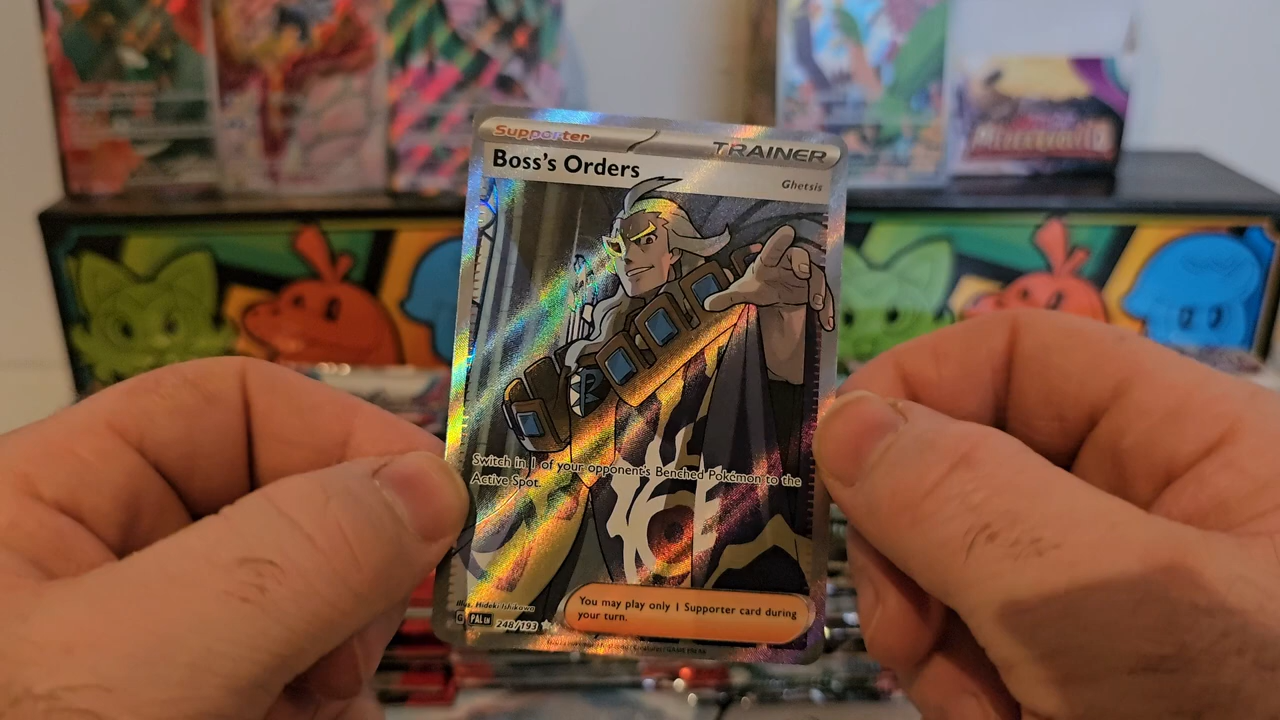 Supporter
TRAINER
Boss's Orders
Ghetsis
Switch in 1 of your opponent's Benched Pokémon to the
Active Spot.
Illus. Hideki Ishikawa
G PAL EN 248/193
You may play only 1 Supporter card during
your turn.